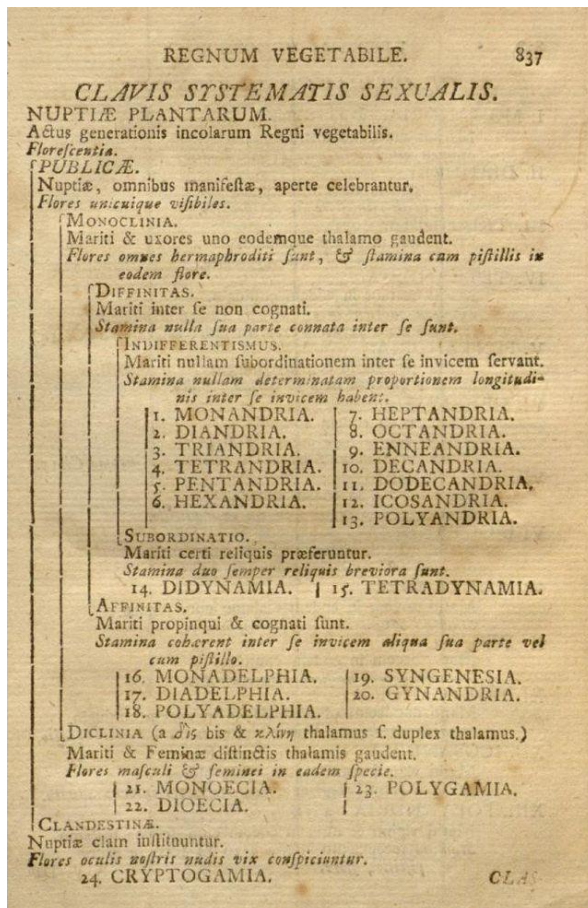 REGNUM VEGETABILE. 837
CLAVIS SYSTEMATIS SEXUALIS.
NUPTIÆ PLANTARUM.
Actus generationis incolarum Regni vegetabilis.
Floreſcentia.
PUBLICÆ.
Nuptiæ, omnibus manifeſtæ, aperte celebrantur.
Flores unicuique viſibiles.
MONOCLINIA.
Mariti & uxores uno eodemque thalamo gaudent.
Flores omnes hermaphroditi ſunt, & ſtamina cum piſtillis in
eodem flore.
DIFFINITAS.
Mariti inter ſe non cognati.
Stamina nulla ſua parte connata inter ſe ſunt.
INDIFFERENTISMUS.
Mariti nullam ſubordinationem inter ſe invicem ſervant.
Stamina nullam determinatam proportionem longitudi-
nis inter ſe invicem habent.
1. MONANDRIA. 7. HEPTANDRIA.
2. DIANDRIA. 8. OCTANDRIA.
3. TRIANDRIA. 9. ENNEANDRIA.
4. TETRANDRIA. 10. DECANDRIA.
5. PENTANDRIA. 11. DODECANDRIA.
6. HEXANDRIA. 12. ICOSANDRIA.
13. POLYANDRIA.
SUBORDINATIO.
Mariti certi reliquis præferuntur.
Stamina duo ſemper reliquis breviora ſunt.
14. DIDYNAMIA. 15. TETRADYNAMIA.
AFFINITAS.
Mariti propinqui & cognati ſunt.
Stamina cohærent inter ſe invicem aliqua ſua parte vel
cum piſtillo.
16. MONADELPHIA. 19. SYNGENESIA.
17. DIADELPHIA. 20. GYNANDRIA.
18. POLYADELPHIA.
DICLINIA (a δὶς bis & κλίνη thalamus ſ. duplex thalamus.)
Mariti & Feminæ diſtinctis thalamis gaudent.
Flores maſculi & feminei in eadem ſpecie.
21. MONOECIA. 23. POLYGAMIA.
22. DIOECIA.
CLANDESTINÆ.
Nuptiæ clam inſtituuntur.
Flores oculis noſtris nudis vix conſpiciuntur.
24. CRYPTOGAMIA. CLAS